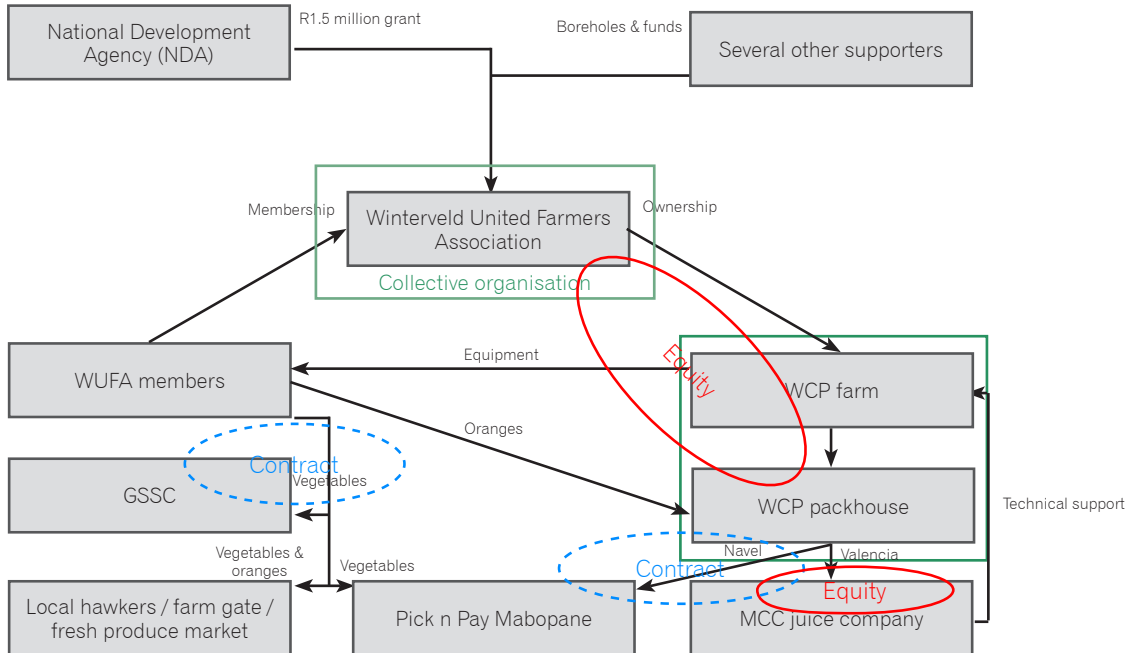 R1.5 million grant
National Development
Agency (NDA)
Boreholes & funds
Several other supporters
Membership
Winterveld United Farmers
Association
Ownership
Collective organisation
Equipment
Equity
WUFA members
WCP farm
Oranges
Contract
Vegetables
GSSC
WCP packhouse
Technical support
Vegetables &
oranges
Vegetables
Navel
Valencia
Contract
Equity
Local hawkers / farm gate /
fresh produce market
Pick n Pay Mabopane
MCC juice company